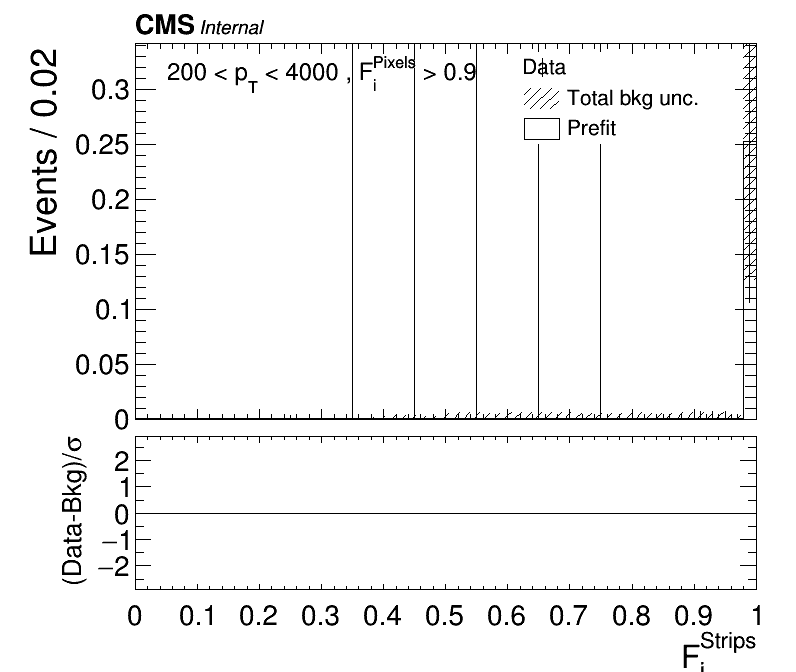 CMS Internal
Events / 0.02
200 < p_T < 4000 , F_i^Pixels > 0.9
Data
Total bkg unc.
Prefit
0.3
0.25
0.2
0.15
0.1
0.05
0
(Data-Bkg)/σ
2
1
0
−1
−2
0 0.1 0.2 0.3 0.4 0.5 0.6 0.7 0.8 0.9 1
F_i^Strips